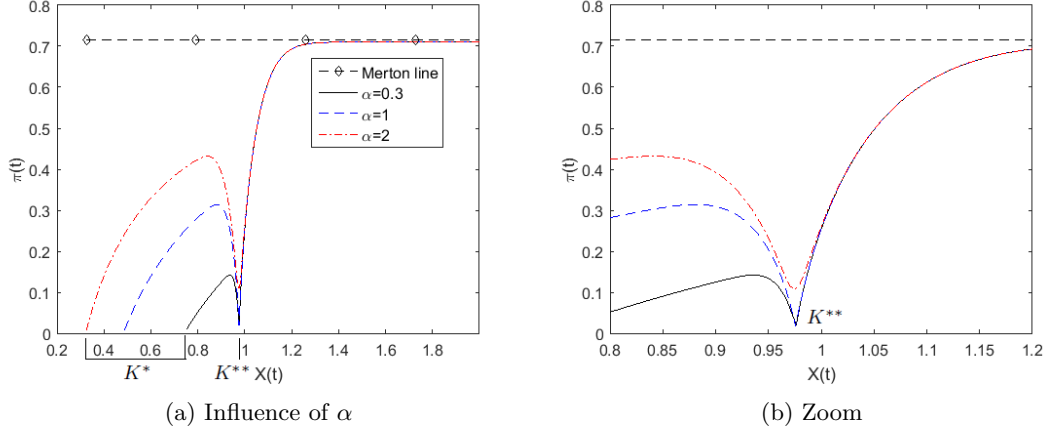 0.8
0.7
0.6
0.5
0.4
0.3
0.2
0.1
0
π(t)
Merton line
α=0.3
α=1
α=2
0.2 0.4 0.6 0.8 1 1.2 1.4 1.6 1.8
K* K** X(t)
(a) Influence of α
0.8
0.7
0.6
0.5
0.4
0.3
0.2
0.1
0
π(t)
K**
0.8 0.85 0.9 0.95 1 1.05 1.1 1.15 1.2
X(t)
(b) Zoom